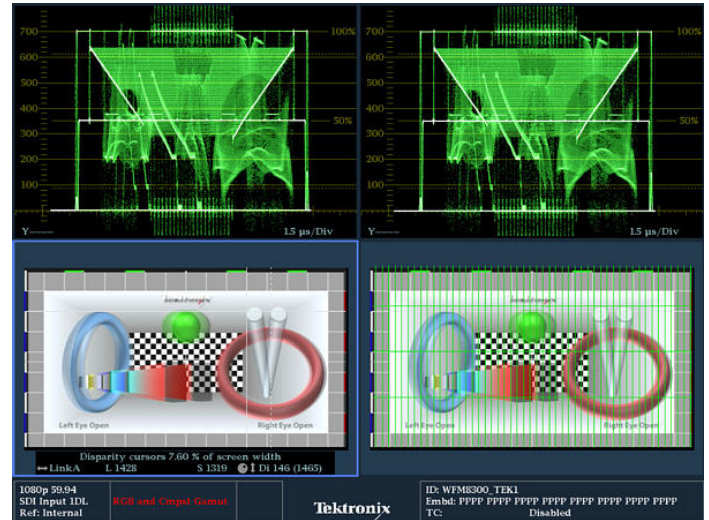 700
600
500
400
300
200
100
100%
50%
Y----
1.5 µs/Div
700
600
500
400
300
200
100
100%
50%
Y----
1.5 µs/Div
Left Eye Open
Right Eye Open
Disparity cursors 7.60 % of screen width
LinkA L 1428 S 1319 Di 146 (1465)
Left Eye Open
Right Eye Open
1080p 59.94
SDI Input 1DL
Ref: Internal
RGB and Cmpst Gamut
Tektronix
ID: WFM8300_TEK1
Embd: PPPP PPPP PPPP PPPP PPPP PPPP PPPP PPPP
TC: Disabled